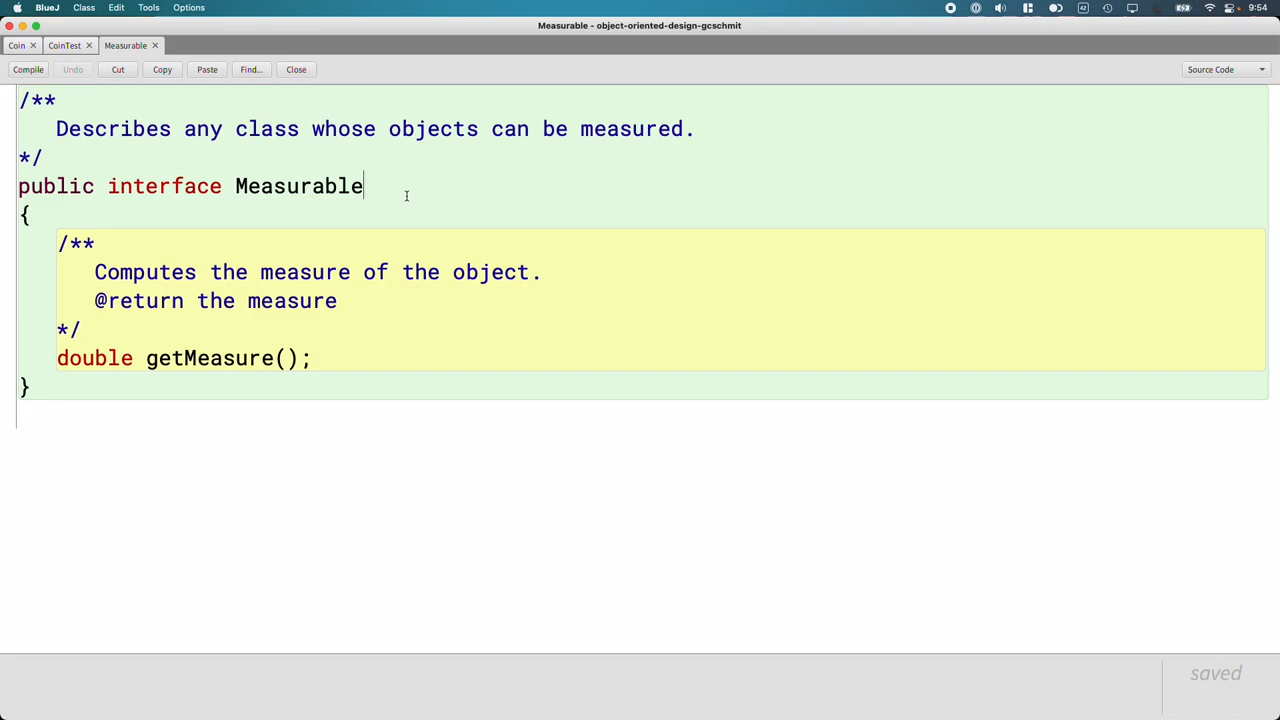 BlueJ Class Edit Tools Options 42 9:54
Measurable - object-oriented-design-gcschmit
Coin CoinTest Measurable
Compile Undo Cut Copy Paste Find... Close Source Code
/**
Describes any class whose objects can be measured.
*/
public interface Measurable
{
/**
Computes the measure of the object.
@return the measure
*/
double getMeasure();
}
saved